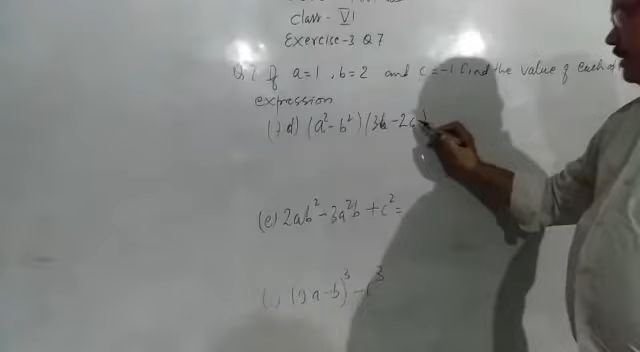 Class - VI
Exercise-3 Q7
Q.7 If a=1, b=2 and c=-1 find the value of each of
expression
(d) (a²-b²)(3b-2c)
(e) 2ab²-3a²b+c²=
(9a-b)³-c³